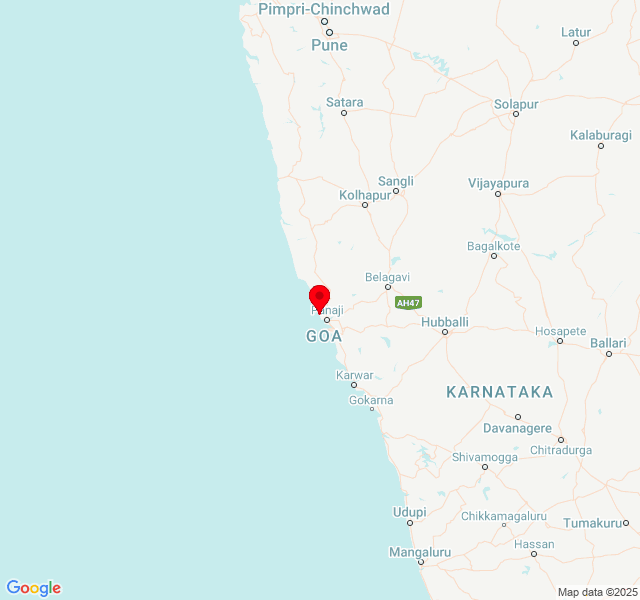 Pimpri-Chinchwad
Pune
Latur
Satara
Solapur
Kalaburagi
Sangli
Vijayapura
Kolhapur
Bagalkote
Belagavi
AH47
Panaji
Hubballi
Hosapete
GOA
Ballari
Karwar
KARNATAKA
Gokarna
Davanagere
Chitradurga
Shivamogga
Udupi
Chikkamagaluru
Tumakuru
Hassan
Mangaluru
Google
Map data ©2025